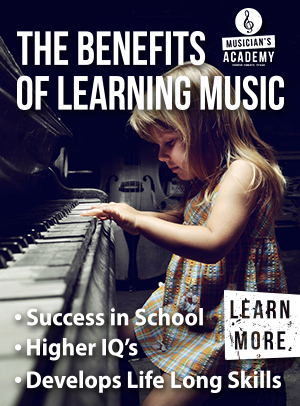 THE BENEFITS
OF LEARNING MUSIC
MUSICIAN'S
ACADEMY
• Success in School
• Higher IQ's
• Develops Life Long Skills
LEARN
MORE.